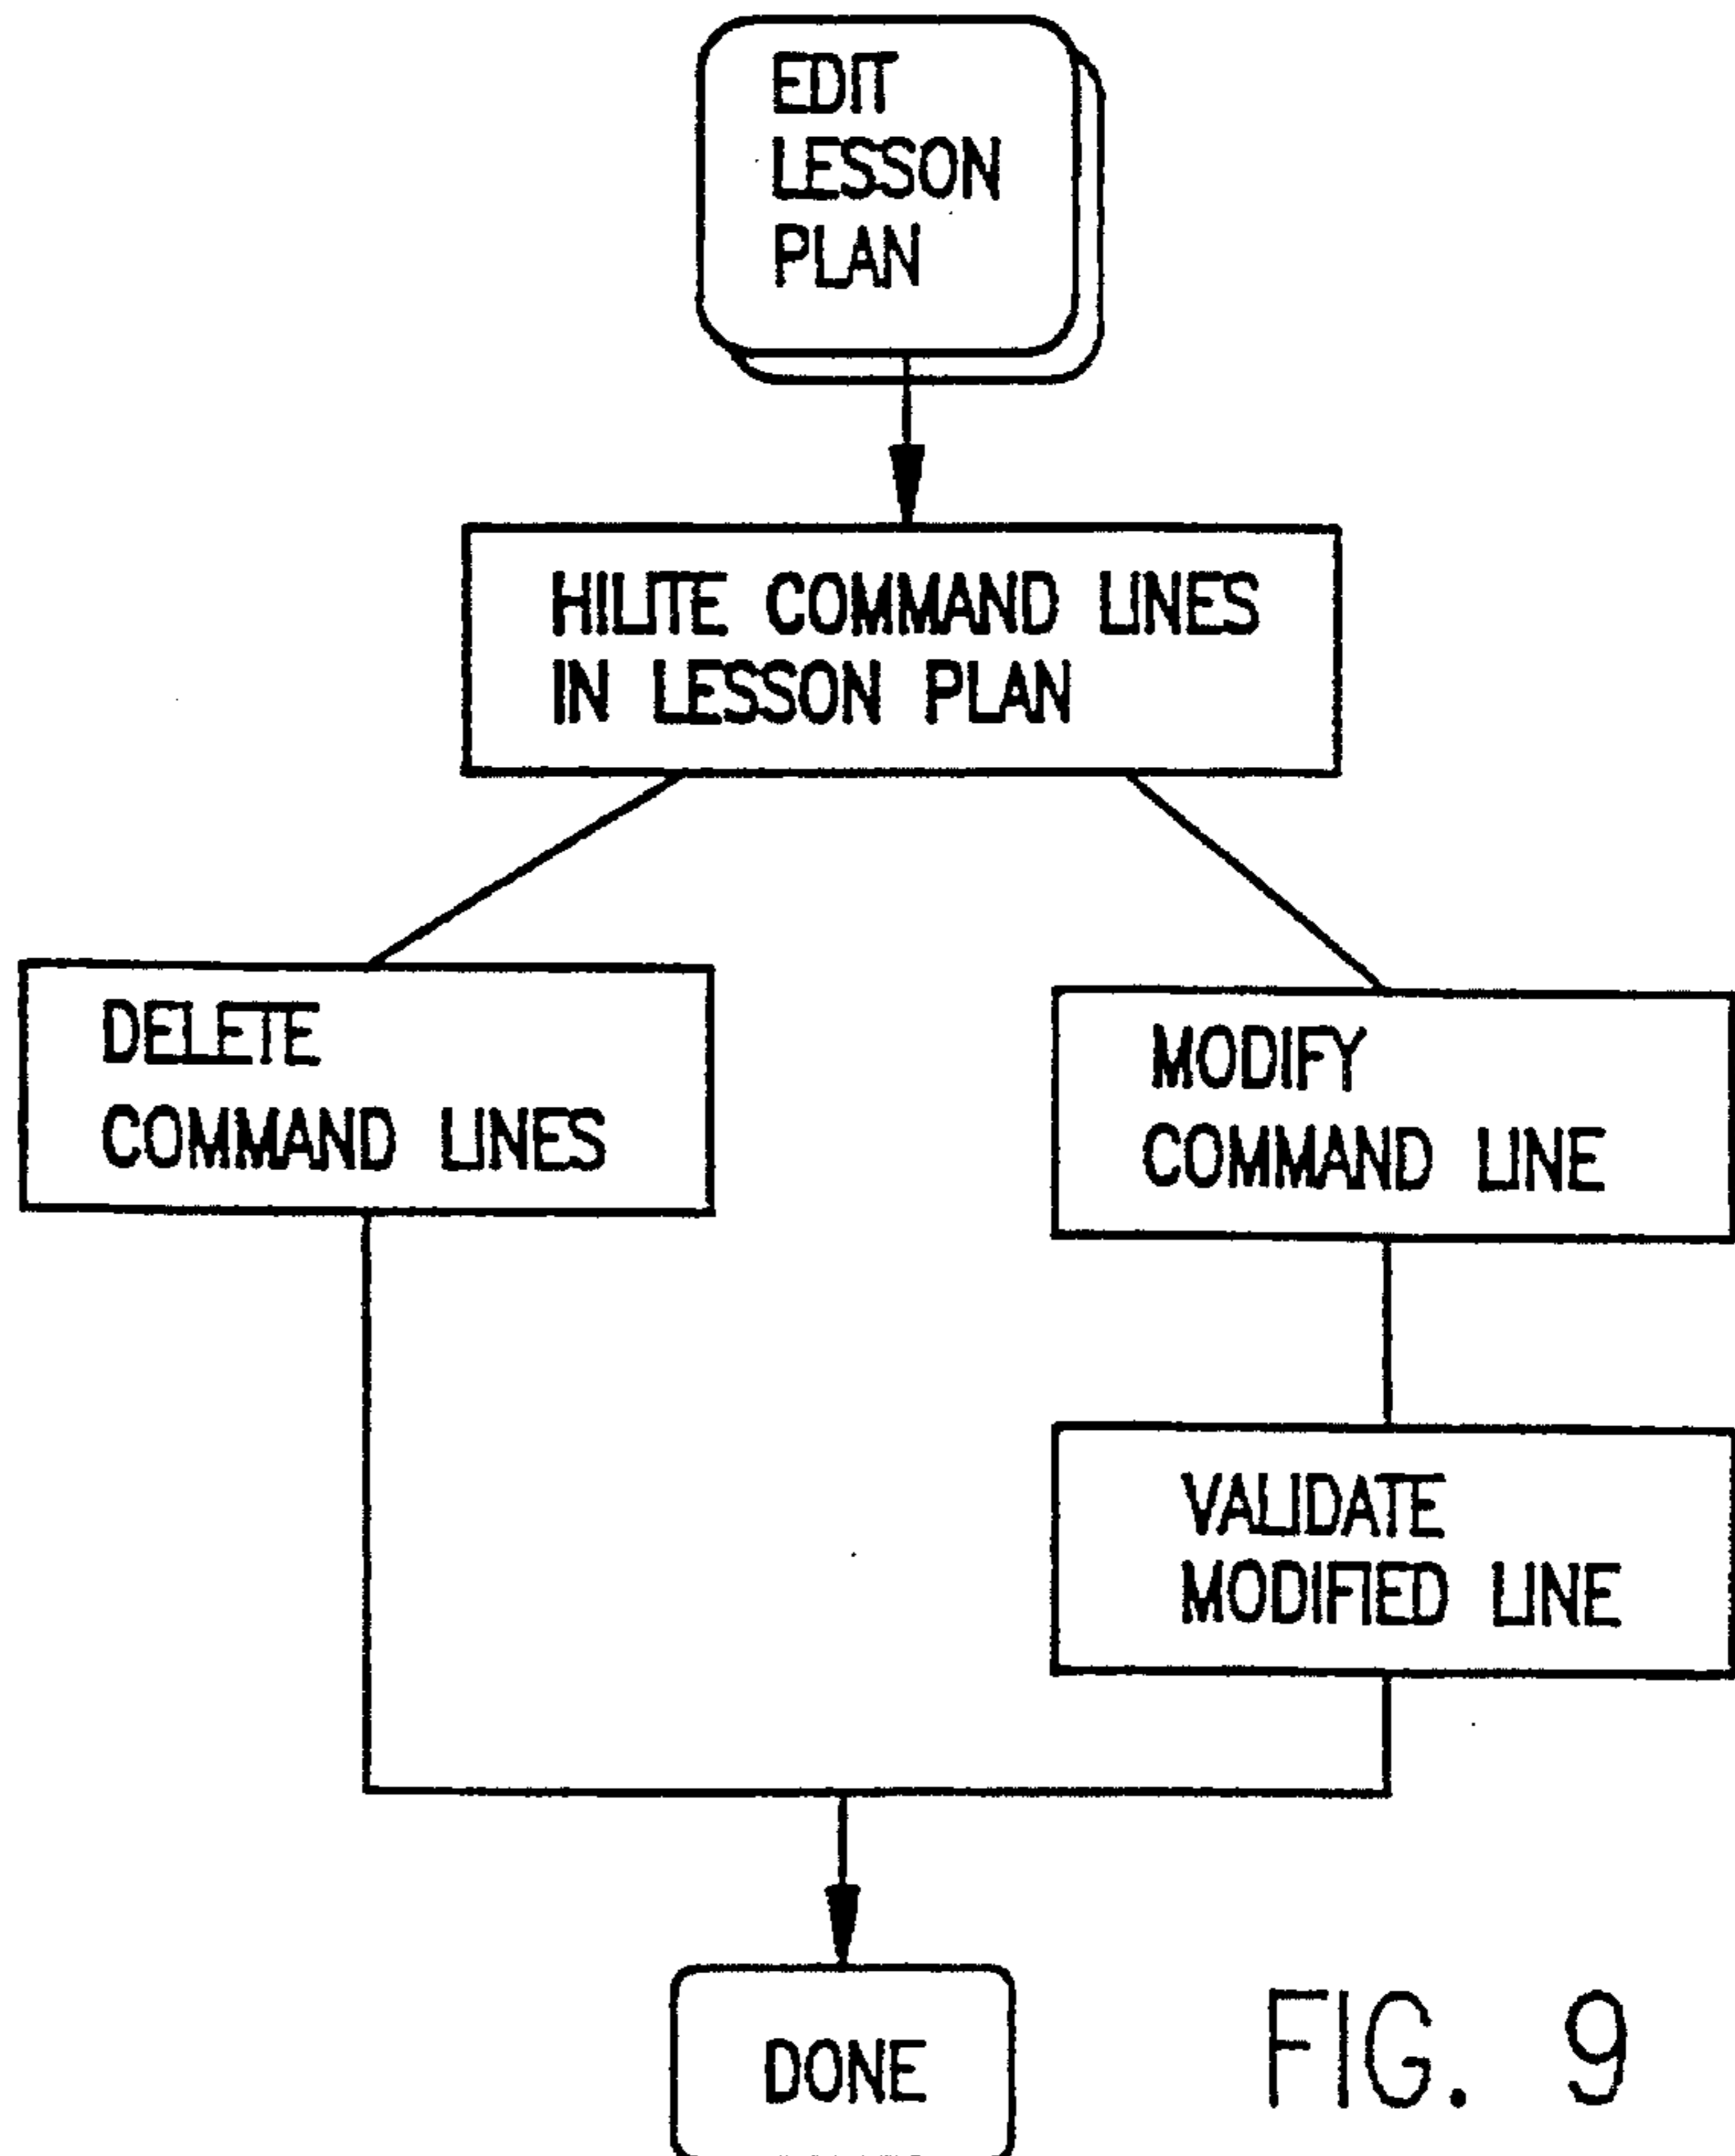 EDIT
LESSON
PLAN
HILITE COMMAND LINES
IN LESSON PLAN
DELETE
COMMAND LINES
MODIFY
COMMAND LINE
VALIDATE
MODIFIED LINE
DONE
FIG. 9